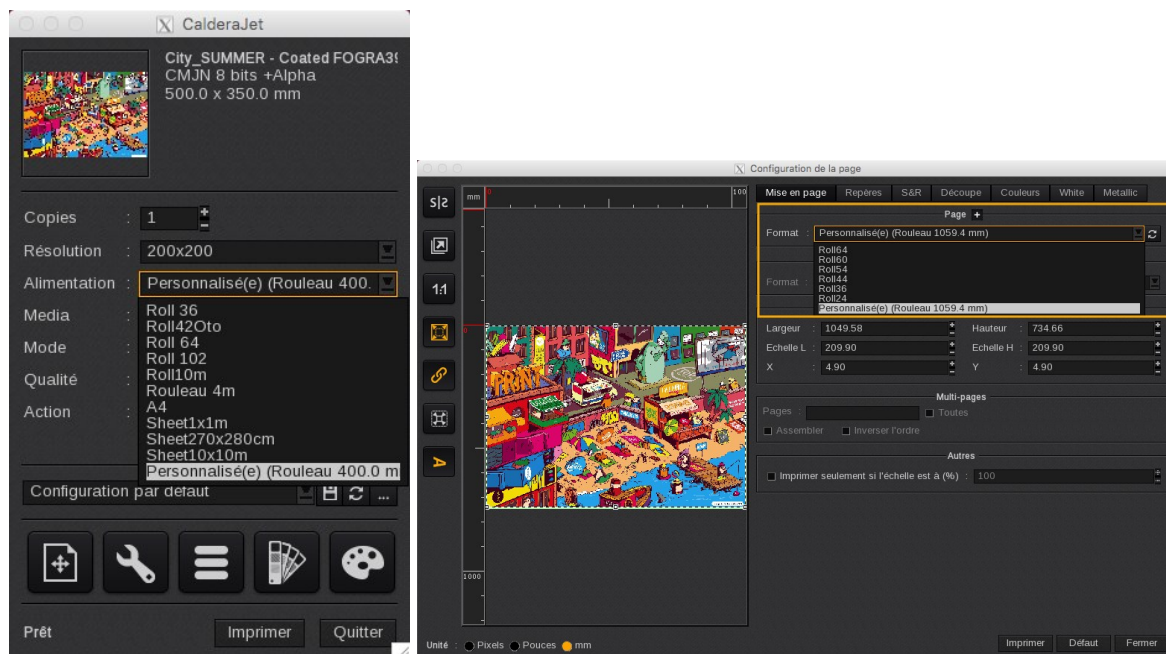 CalderaJet
City_SUMMER - Coated FOGRA39
CMJN 8 bits +Alpha
500.0 x 350.0 mm
Copies : 1
Résolution : 200x200
Alimentation : Personnalisé(e) (Rouleau 400.
Media :
Mode :
Qualité :
Action :
Roll 36
Roll42Oto
Roll 64
Roll 102
Roll10m
Rouleau 4m
A4
Sheet1x1m
Sheet270x280cm
Sheet10x10m
Personnalisé(e) (Rouleau 400.0 m
Configuration par défaut
...
Prêt
Imprimer
Quitter
Configuration de la page
mm
0
100
0
1000
1:1
A
Mise en page
Repères
S&R
Découpe
Couleurs
White
Metallic
Page +
Format : Personnalisé(e) (Rouleau 1059.4 mm)
Roll64
Roll60
Roll54
Roll44
Roll36
Roll24
Personnalisé(e) (Rouleau 1059.4 mm)
Format :
Largeur : 1049.58
Hauteur : 734.66
Echelle L : 209.90
Echelle H : 209.90
X : 4.90
Y : 4.90
Multi-pages
Pages :
Toutes
Assembler
Inverser l'ordre
Autres
Imprimer seulement si l'échelle est à (%) : 100
Unité : Pixels Pouces mm
Imprimer
Défaut
Fermer